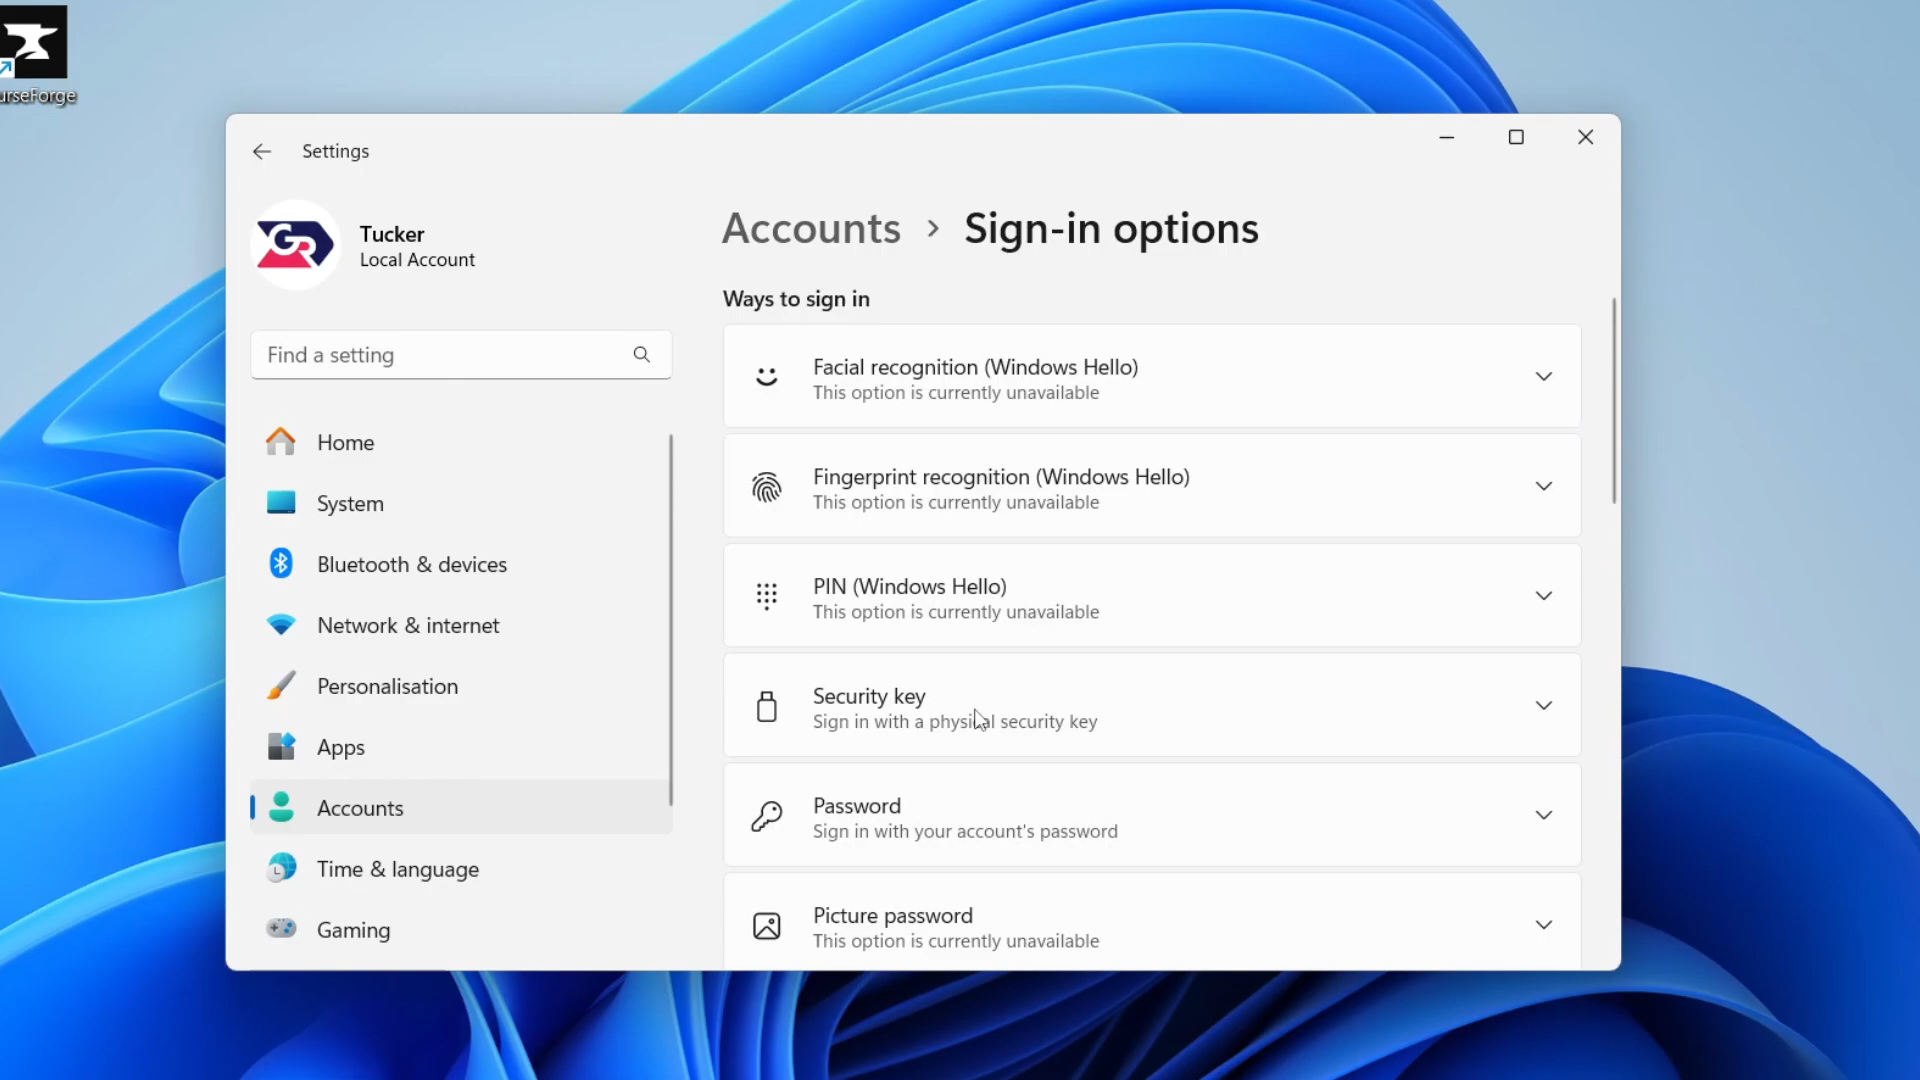 urseForge
Settings
GR
Tucker
Local Account
Find a setting
Home
System
Bluetooth & devices
Network & internet
Personalisation
Apps
Accounts
Time & language
Gaming
Accounts > Sign-in options
Ways to sign in
Facial recognition (Windows Hello)
This option is currently unavailable
Fingerprint recognition (Windows Hello)
This option is currently unavailable
PIN (Windows Hello)
This option is currently unavailable
Security key
Sign in with a physical security key
Password
Sign in with your account's password
Picture password
This option is currently unavailable